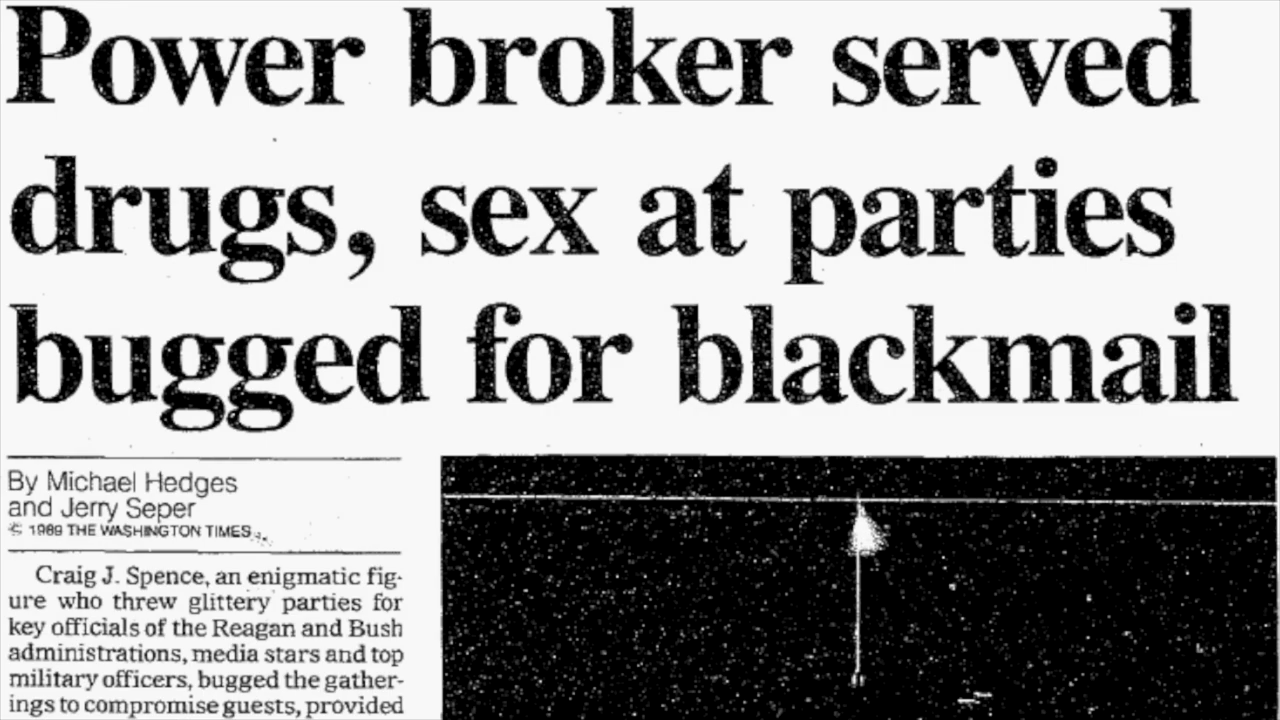 Power broker served
drugs, sex at parties
bugged for blackmail
By Michael Hedges
and Jerry Seper
© 1989 THE WASHINGTON TIMES
Craig J. Spence, an enigmatic fig-
ure who threw glittery parties for
key officials of the Reagan and Bush
administrations, media stars and top
military officers, bugged the gather-
ings to compromise guests, provided